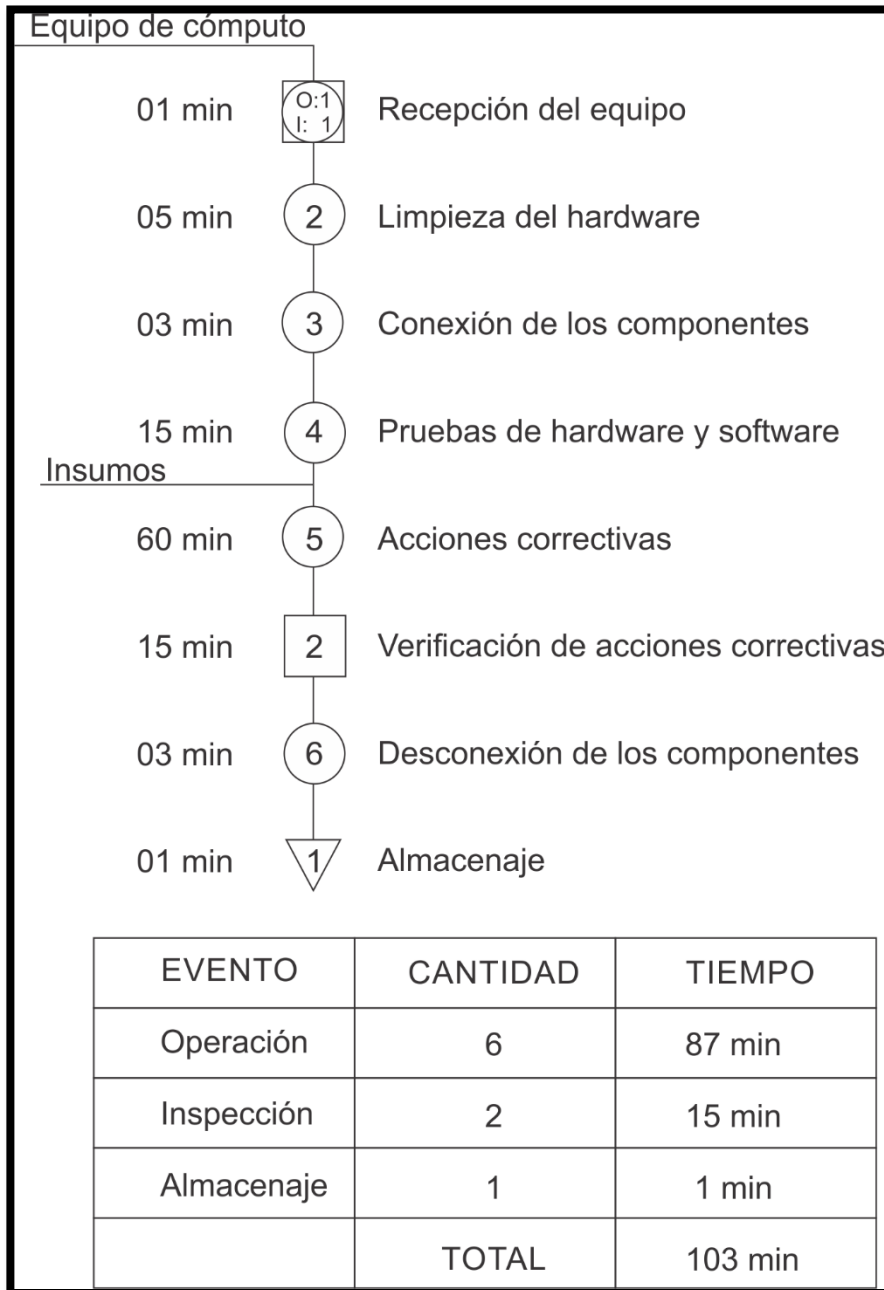 Equipo de cómputo
01 min O:1 I: 1 Recepción del equipo
05 min 2 Limpieza del hardware
03 min 3 Conexión de los componentes
15 min 4 Pruebas de hardware y software
Insumos
60 min 5 Acciones correctivas
15 min 2 Verificación de acciones correctivas
03 min 6 Desconexión de los componentes
01 min 1 Almacenaje
EVENTO CANTIDAD TIEMPO
Operación 6 87 min
Inspección 2 15 min
Almacenaje 1 1 min
TOTAL 103 min